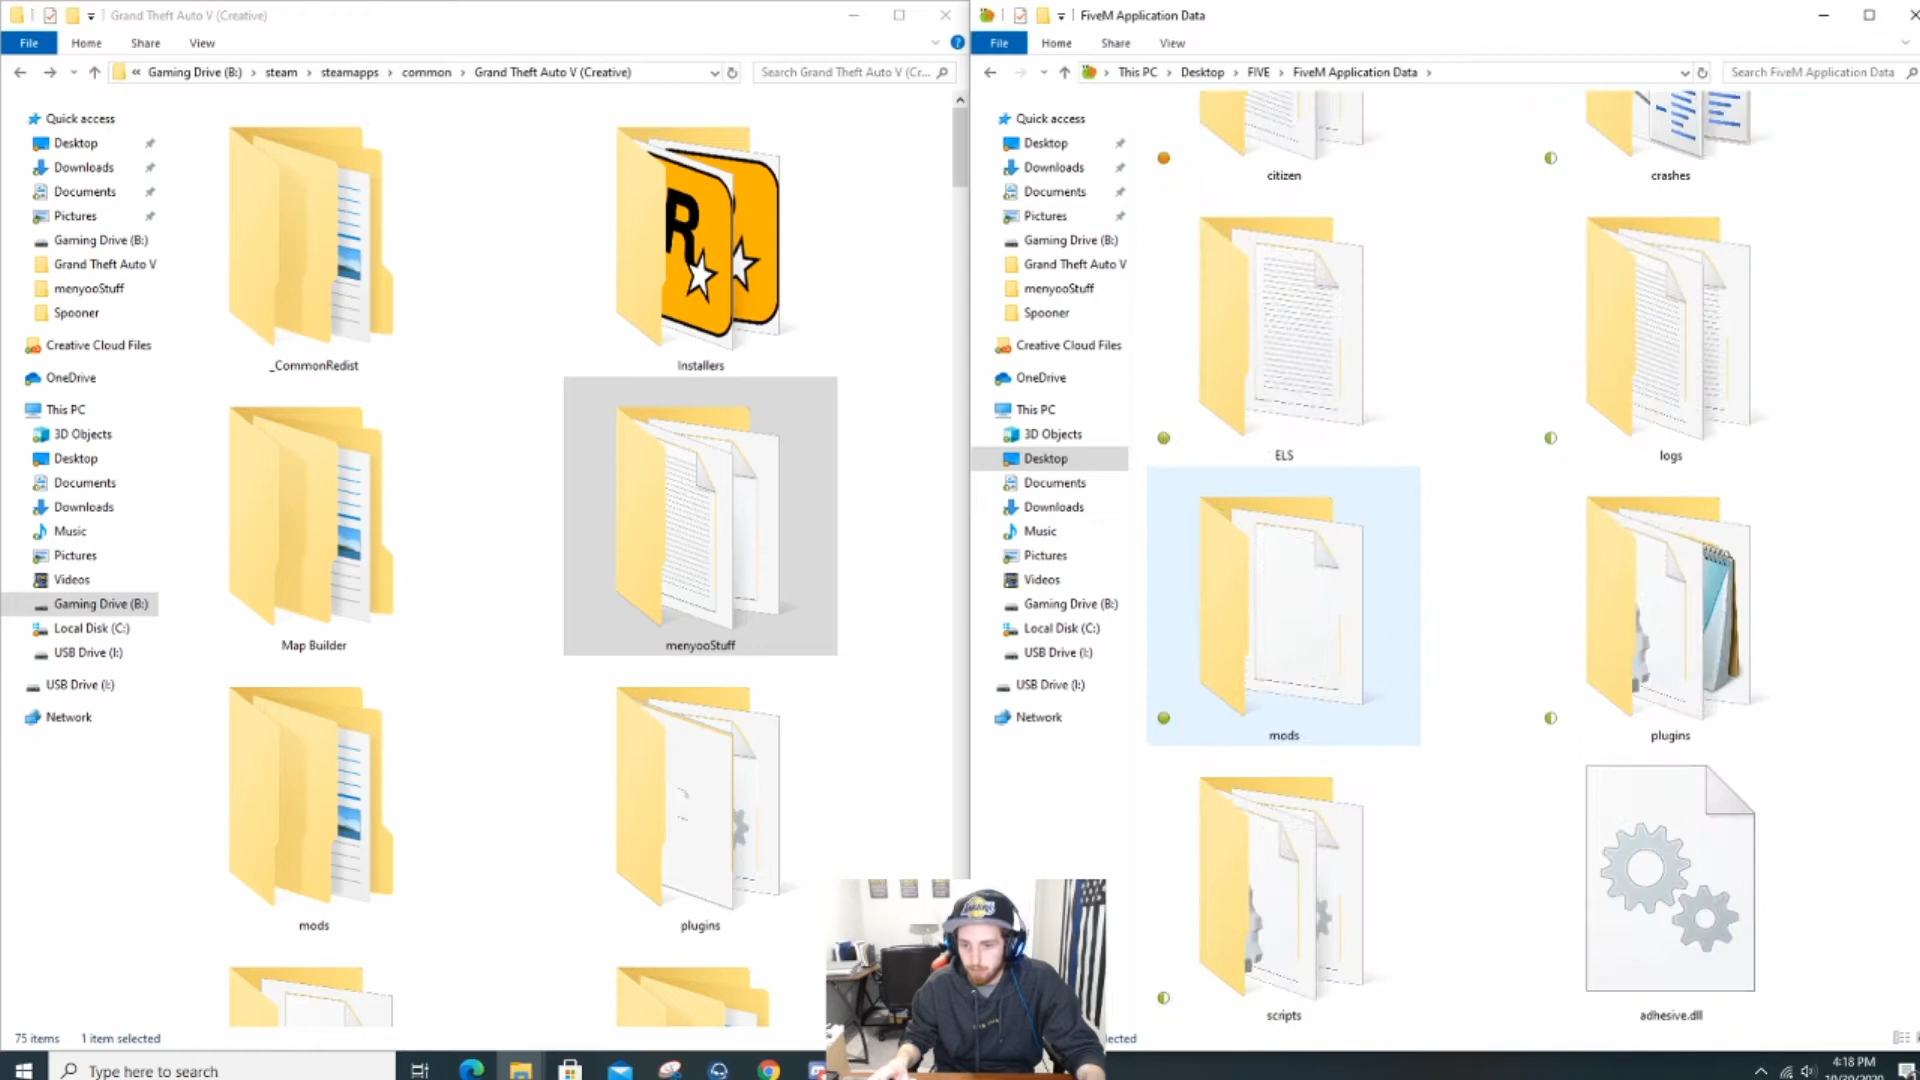 Grand Theft Auto V (Creative)
File Home Share View
« Gaming Drive (B:) › steam › steamapps › common › Grand Theft Auto V (Creative)
Search Grand Theft Auto V (Cr...
Quick access
Desktop
Downloads
Documents
Pictures
Gaming Drive (B:)
Grand Theft Auto V
menyooStuff
Spooner
Creative Cloud Files
OneDrive
This PC
3D Objects
Desktop
Documents
Downloads
Music
Pictures
Videos
Gaming Drive (B:)
Local Disk (C:)
USB Drive (I:)
USB Drive (I:)
Network
_CommonRedist
Installers
Map Builder
menyooStuff
mods
plugins
75 items 1 item selected
FiveM Application Data
File Home Share View
› This PC › Desktop › FIVE › FiveM Application Data ›
Search FiveM Application Data
Quick access
Desktop
Downloads
Documents
Pictures
Gaming Drive (B:)
Grand Theft Auto V
menyooStuff
Spooner
Creative Cloud Files
OneDrive
This PC
3D Objects
Desktop
Documents
Downloads
Music
Pictures
Videos
Gaming Drive (B:)
Local Disk (C:)
USB Drive (I:)
USB Drive (I:)
Network
citizen
crashes
ELS
logs
mods
plugins
scripts
adhesive.dll
Type here to search
4:18 PM